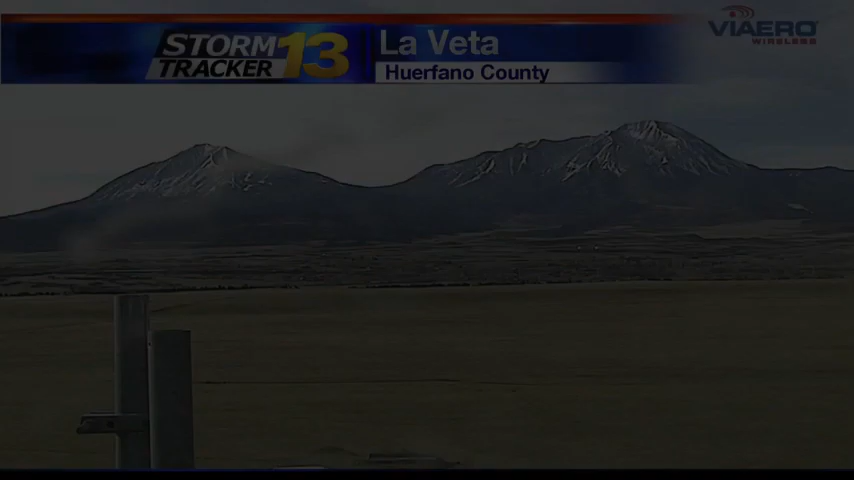 STORM
TRACKER
13
La Veta
Huerfano County
VIAERO
WIRELESS